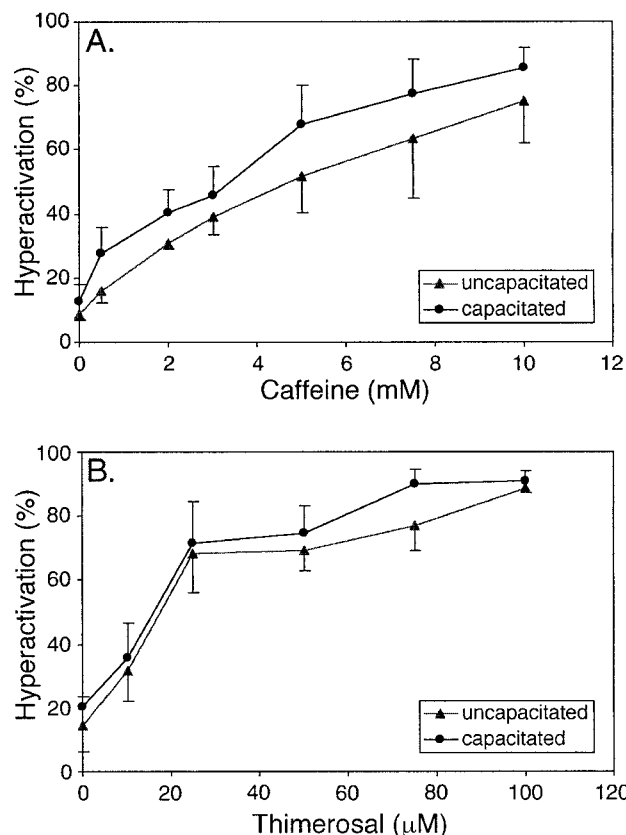 A.
Hyperactivation (%)
100
80
60
40
20
0
uncapacitated
capacitated
0 2 4 6 8 10 12
Caffeine (mM)
B.
Hyperactivation (%)
100
80
60
40
20
0
uncapacitated
capacitated
0 20 40 60 80 100 120
Thimerosal (μM)